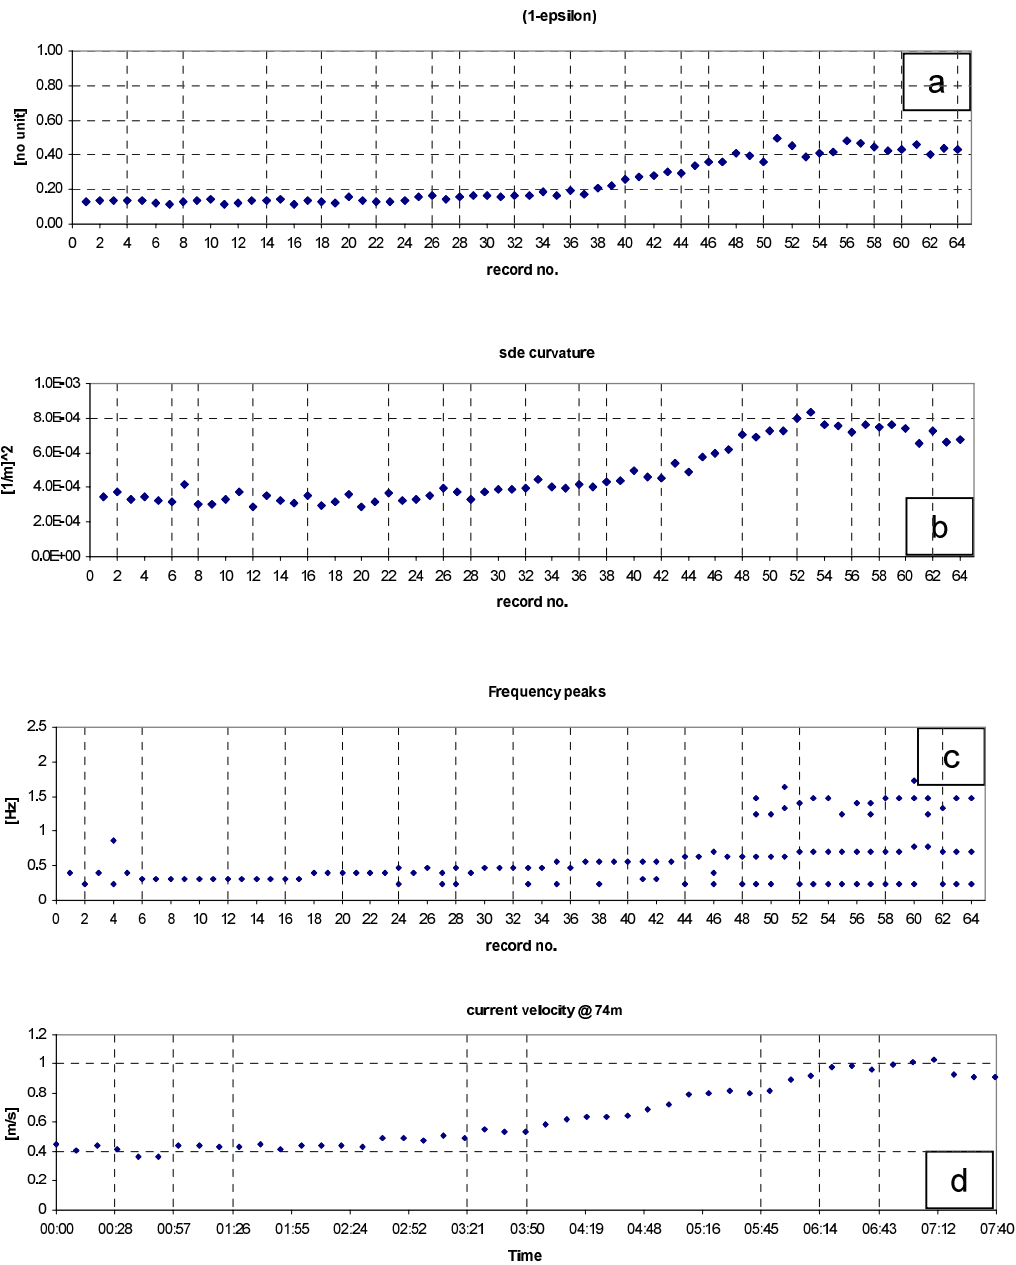 (1-epsilon)
1.00
0.80
0.60
0.40
0.20
0.00
[no unit]
a
0 2 4 6 8 10 12 14 16 18 20 22 24 26 28 30 32 34 36 38 40 42 44 46 48 50 52 54 56 58 60 62 64
record no.
sde curvature
1.0E-03
8.0E-04
6.0E-04
4.0E-04
2.0E-04
0.0E+00
[1/m]^2
b
0 2 4 6 8 10 12 14 16 18 20 22 24 26 28 30 32 34 36 38 40 42 44 46 48 50 52 54 56 58 60 62 64
record no.
Frequency peaks
2.5
2
1.5
1
0.5
0
[Hz]
c
0 2 4 6 8 10 12 14 16 18 20 22 24 26 28 30 32 34 36 38 40 42 44 46 48 50 52 54 56 58 60 62 64
record no.
current velocity @ 74m
1.2
1
0.8
0.6
0.4
0.2
0
[m/s]
d
00:00 00:28 00:57 01:26 01:55 02:24 02:52 03:21 03:50 04:19 04:48 05:16 05:45 06:14 06:43 07:12 07:40
Time